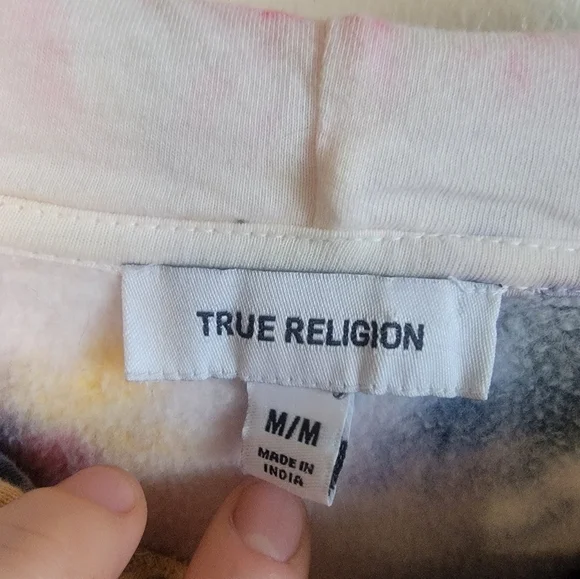 TRUE RELIGION
M/M
MADE IN
INDIA